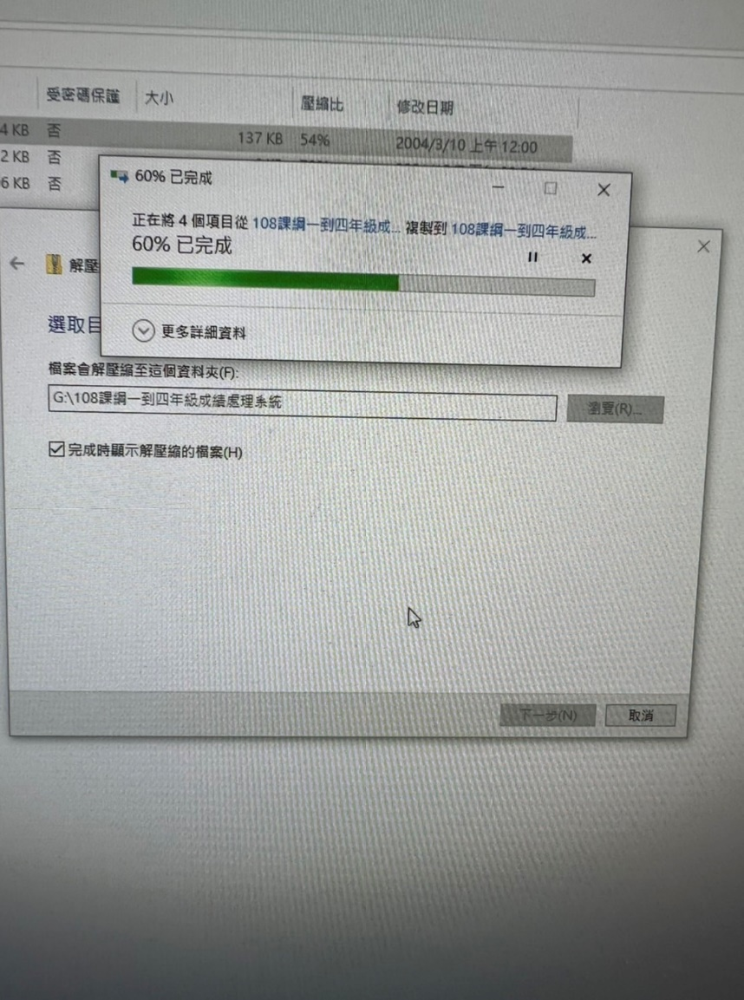 受密碼保護 大小 壓縮比 修改日期
4 KB 否 137 KB 54% 2004/3/10 上午 12:00
2 KB 否
6 KB 否
60% 已完成
正在將 4 個項目從 108課綱一到四年級成... 複製到 108課綱一到四年級成...
60% 已完成
更多詳細資料
解壓
選取目
檔案會解壓縮至這個資料夾(F):
G:\108課綱一到四年級成績處理系統
瀏覽(R)...
完成時顯示解壓縮的檔案(H)
下一步(N) 取消